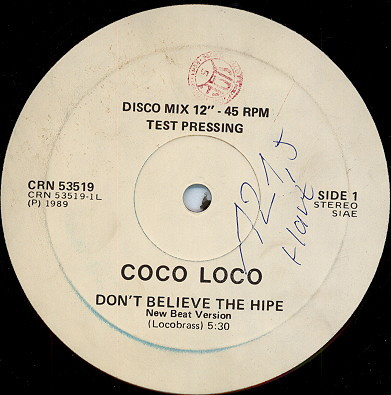 DISCO MIX 12" - 45 RPM
TEST PRESSING
CRN 53519
CRN 53519-1L
(P) 1989
SIDE 1
STEREO
SIAE
COCO LOCO
DON'T BELIEVE THE HIPE
New Beat Version
(Locobrass) 5:30